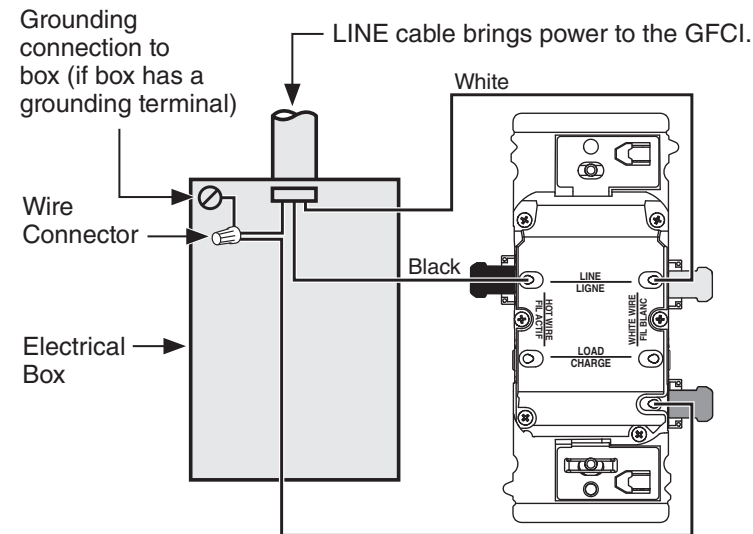 Grounding
connection to
box (if box has a
grounding terminal)
LINE cable brings power to the GFCI.
White
Wire
Connector
Black
Electrical
Box
LINE
LIGNE
HOT WIRE
FIL ACTIF
WHITE WIRE
FIL BLANC
LOAD
CHARGE